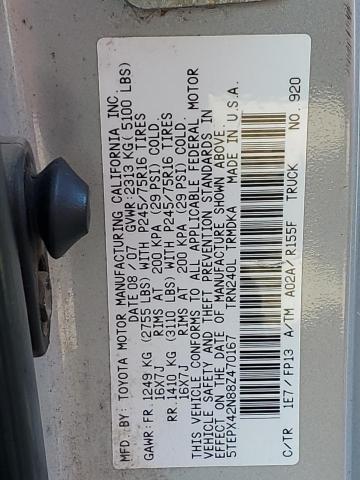 MFD. BY: TOYOTA MOTOR MANUFACTURING CALIFORNIA INC.
DATE 08 / 07 GVWR: 2313 KG ( 5100 LBS)
GAWR: FR. 1249 KG (2755 LBS) WITH P245/75R16 TIRES
16X7J RIMS AT 200 KPA (29 PSI) COLD.
RR. 1410 KG (3110 LBS) WITH P245/75R16 TIRES
16X7J RIMS AT 200 KPA (29 PSI) COLD.
THIS VEHICLE CONFORMS TO ALL APPLICABLE FEDERAL MOTOR
VEHICLE SAFETY AND THEFT PREVENTION STANDARDS IN
EFFECT ON THE DATE OF MANUFACTURE SHOWN ABOVE.
5TEPX42N88Z470167 TRN240L TRMDKA MADE IN U.S.A.
C/TR 1E7 / FP13 A/TM A02A/ R155F TRUCK NO. 920